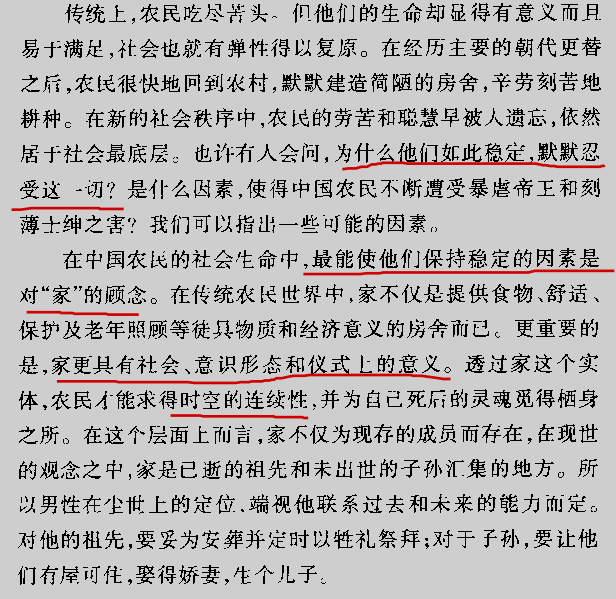 传统上,农民吃尽苦头。但他们的生命却显得有意义而且
易于满足,社会也就有弹性得以复原。在经历主要的朝代更替
之后,农民很快地回到农村,默默建造简陋的房舍,辛劳刻苦地
耕种。在新的社会秩序中,农民的劳苦和聪慧早被人遗忘,依然
居于社会最底层。也许有人会问,为什么他们如此稳定,默默忍
受这一切?是什么因素,使得中国农民不断遭受暴虐帝王和刻
薄士绅之害?我们可以指出一些可能的因素。
在中国农民的社会生命中,最能使他们保持稳定的因素是
对“家”的顾念。在传统农民世界中,家不仅是提供食物、舒适、
保护及老年照顾等徒具物质和经济意义的房舍而已。更重要的
是,家更具有社会、意识形态和仪式上的意义。透过家这个实
体,农民才能求得时空的连续性,并为自己死后的灵魂觅得栖身
之所。在这个层面上而言,家不仅为现存的成员而存在,在现世
的观念之中,家是已逝的祖先和未出世的子孙汇集的地方。所
以男性在尘世上的定位、端视他联系过去和未来的能力而定。
对他的祖先,要妥为安葬并定时以牲礼祭拜;对于子孙,要让他
们有屋可住,娶得娇妻,生个儿子。